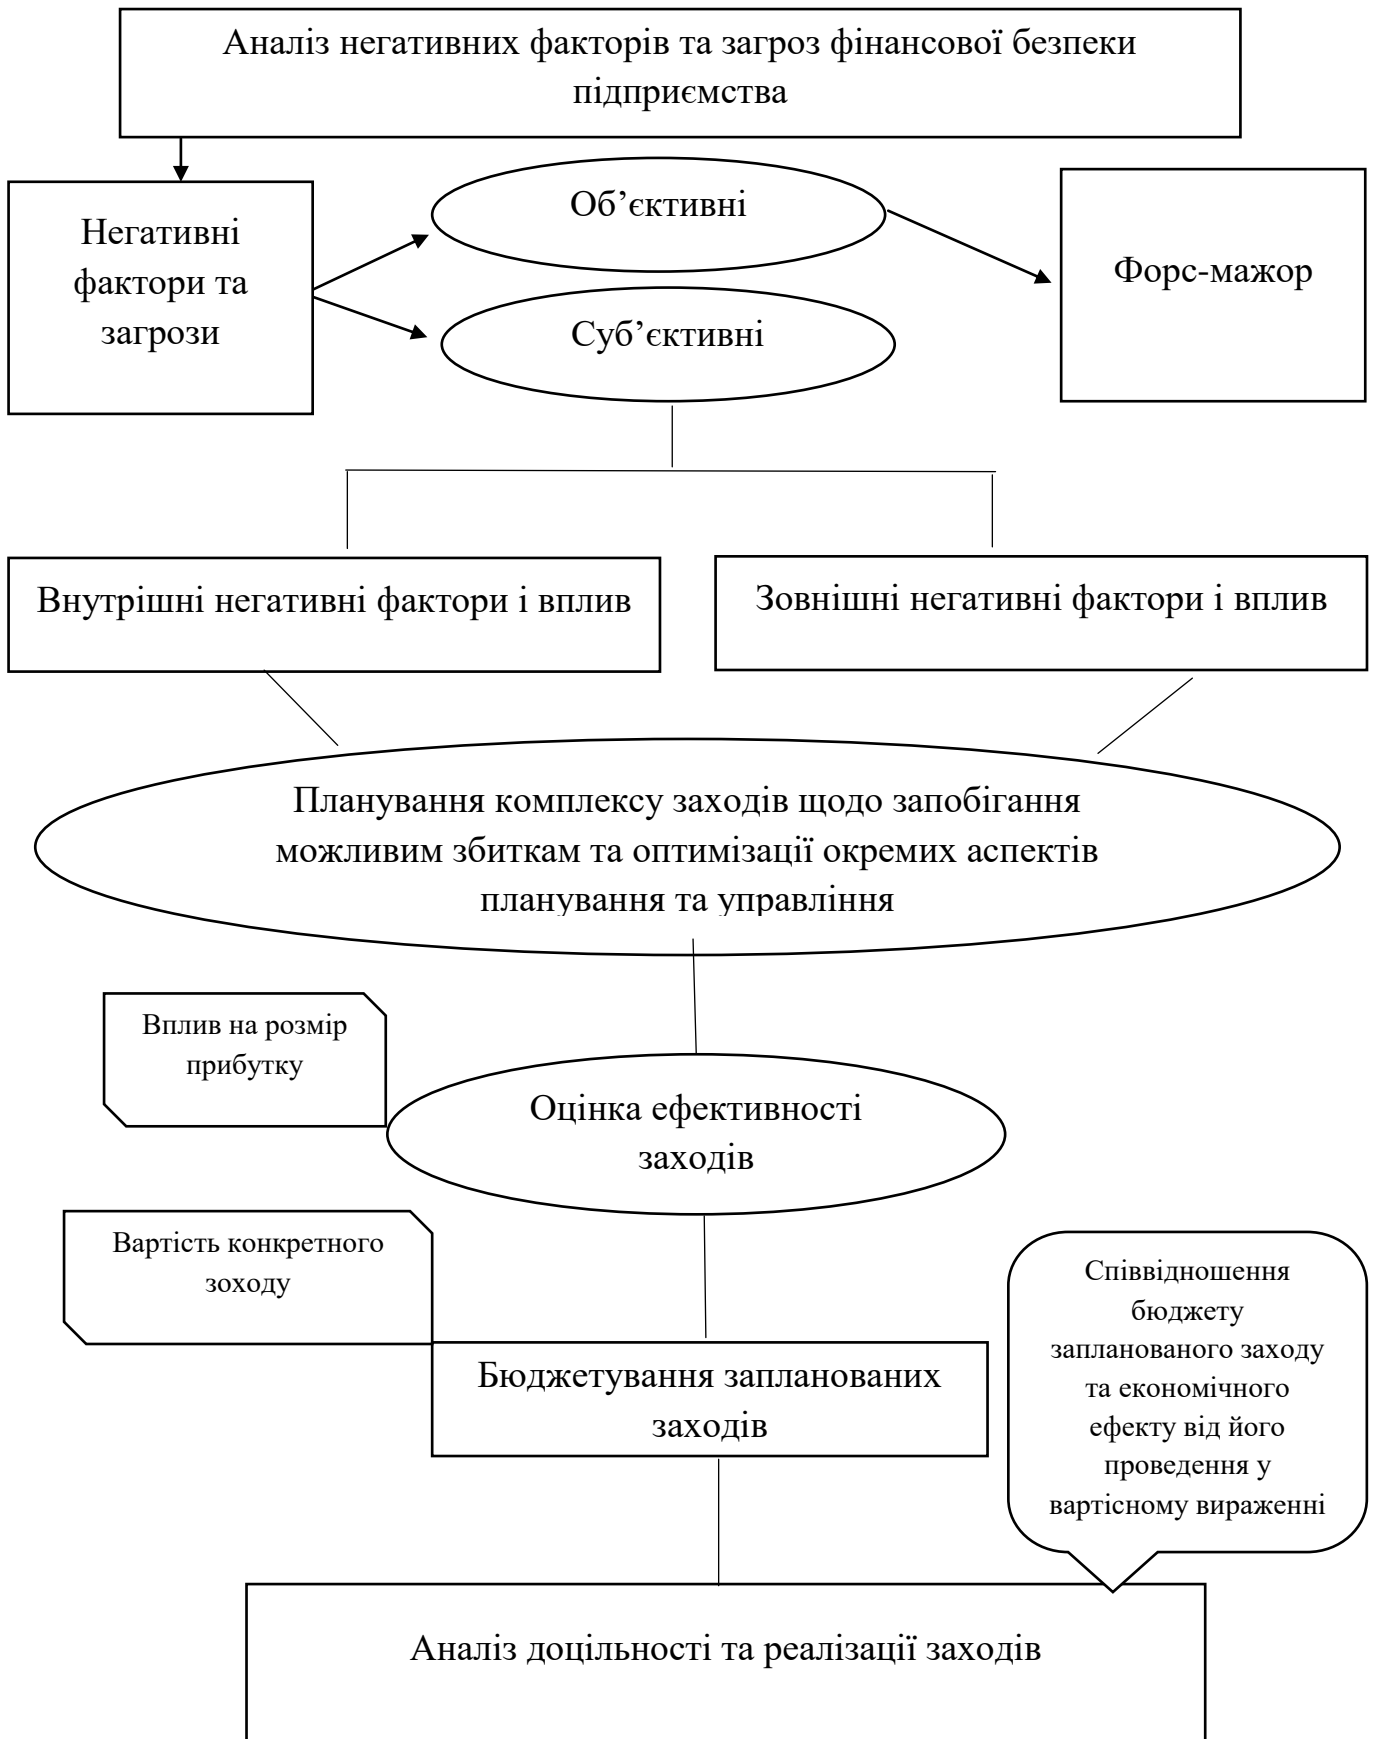 Аналіз негативних факторів та загроз фінансової безпеки
підприємства
Негативні
фактори та
загрози
Об’єктивні
Суб’єктивні
Форс-мажор
Внутрішні негативні фактори і вплив
Зовнішні негативні фактори і вплив
Планування комплексу заходів щодо запобігання
можливим збиткам та оптимізації окремих аспектів
планування та управління
Вплив на розмір
прибутку
Оцінка ефективності
заходів
Вартість конкретного
зоходу
Бюджетування запланованих
заходів
Співвідношення
бюджету
запланованого заходу
та економічного
ефекту від його
проведення у
вартісному вираженні
Аналіз доцільності та реалізації заходів